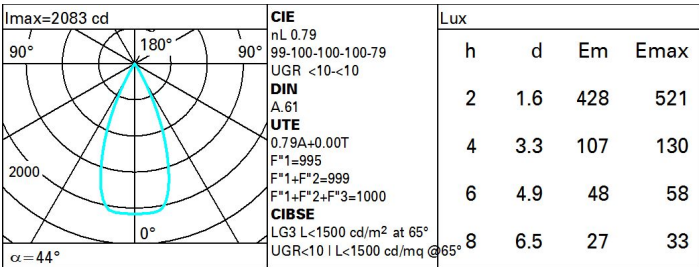 Imax=2083 cd
90° 180° 90°
2000
0°
α=44°
CIE
nL 0.79
99-100-100-100-79
UGR <10-<10
DIN
A.61
UTE
0.79A+0.00T
F"1=995
F"1+F"2=999
F"1+F"2+F"3=1000
CIBSE
LG3 L<1500 cd/m² at 65°
UGR<10 | L<1500 cd/mq @65°
Lux
h d Em Emax
2 1.6 428 521
4 3.3 107 130
6 4.9 48 58
8 6.5 27 33